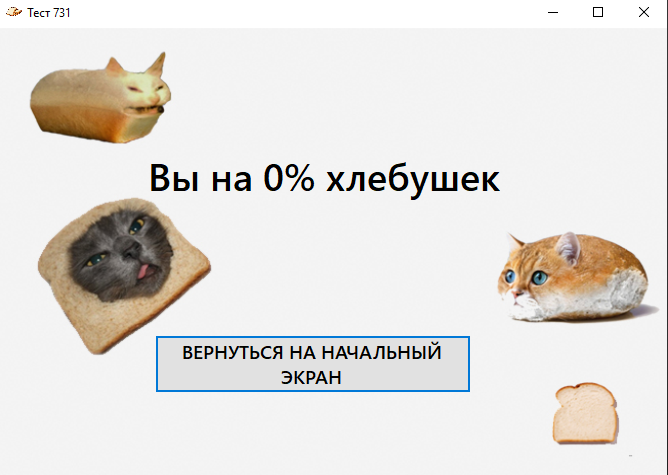 Тест 731
Вы на 0% хлебушек
ВЕРНУТЬСЯ НА НАЧАЛЬНЫЙ
ЭКРАН